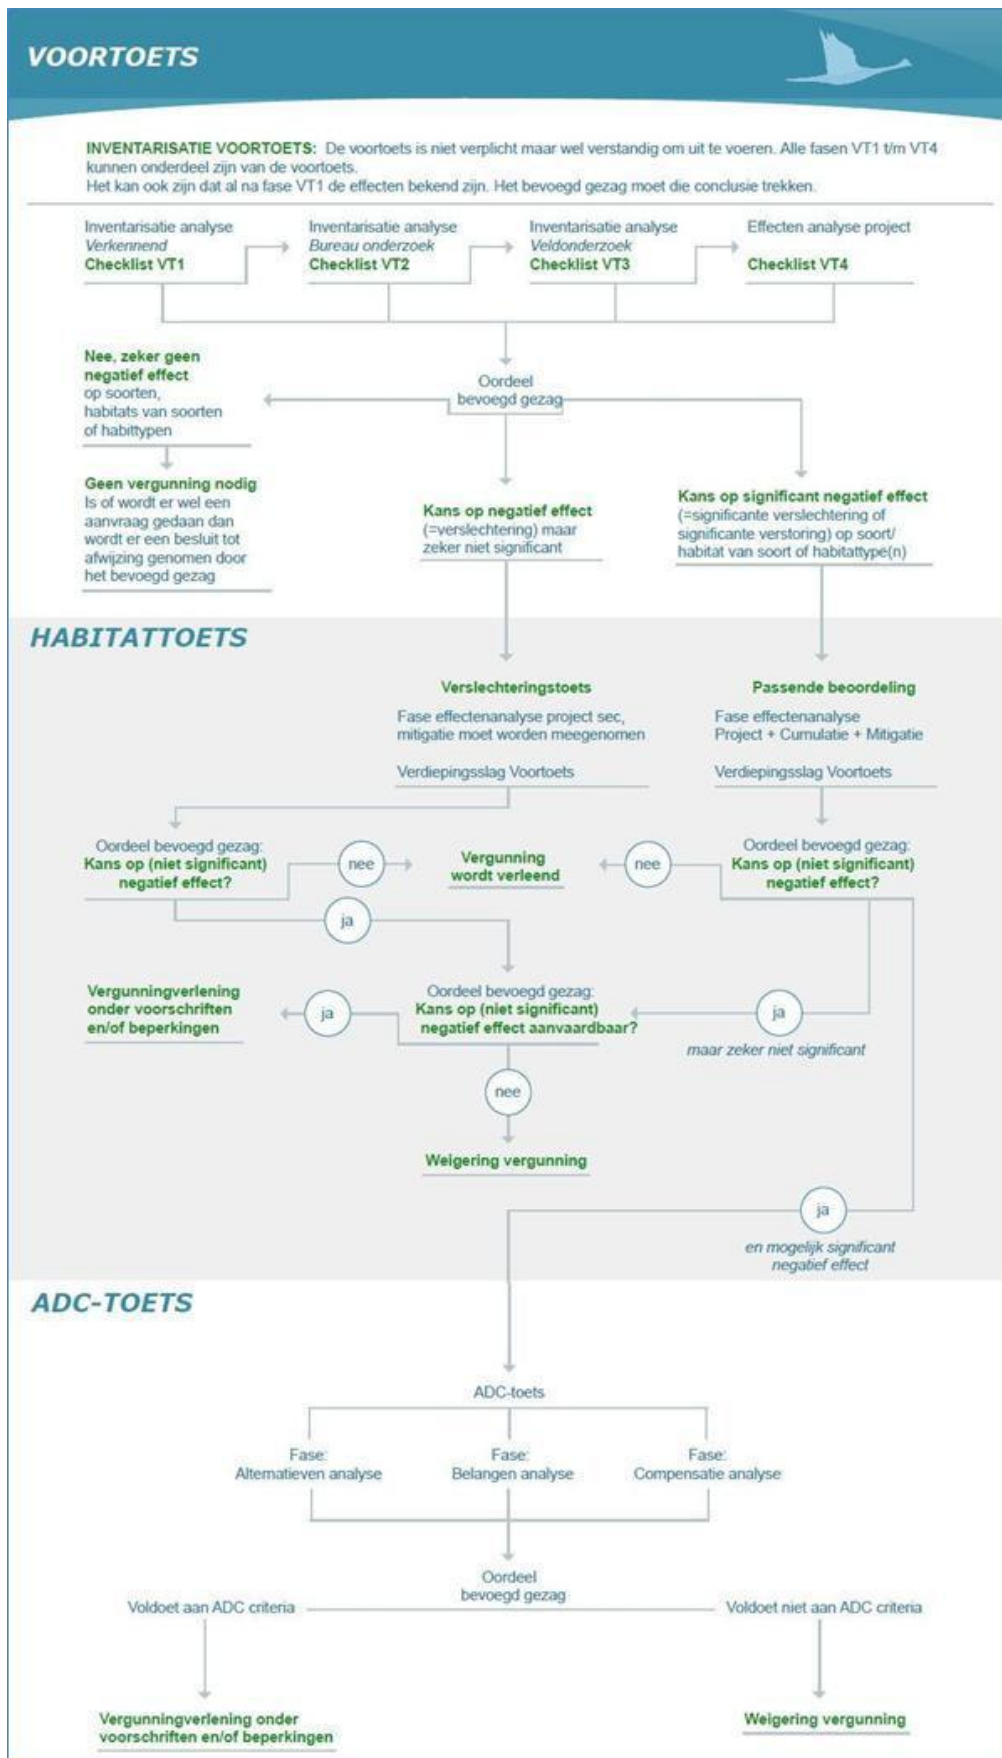 VOORTOETS
INVENTARISATIE VOORTOETS: De voortoets is niet verplicht maar wel verstandig om uit te voeren. Alle fasen VT1 t/m VT4
kunnen onderdeel zijn van de voortoets.
Het kan ook zijn dat al na fase VT1 de effecten bekend zijn. Het bevoegd gezag moet die conclusie trekken.
Inventarisatie analyse
Verkennend
Checklist VT1
Inventarisatie analyse
Bureau onderzoek
Checklist VT2
Inventarisatie analyse
Veldonderzoek
Checklist VT3
Effecten analyse project
Checklist VT4
Oordeel
bevoegd gezag
Nee, zeker geen
negatief effect
op soorten,
habitats van soorten
of habittypen
Geen vergunning nodig
Is of wordt er wel een
aanvraag gedaan dan
wordt er een besluit tot
afwijzing genomen door
het bevoegd gezag
Kans op negatief effect
(=verslechtering) maar
zeker niet significant
Kans op significant negatief effect
(=significante verslechtering of
significante verstoring) op soort/
habitat van soort of habitattype(n)
HABITATTOETS
Verslechteringstoets
Fase effectenanalyse project sec,
mitigatie moet worden meegenomen
Verdiepingsslag Voortoets
Passende beoordeling
Fase effectenanalyse
Project + Cumulatie + Mitigatie
Verdiepingsslag Voortoets
Oordeel bevoegd gezag:
Kans op (niet significant)
negatief effect?
nee
Vergunning
wordt verleend
nee
Oordeel bevoegd gezag:
Kans op (niet significant)
negatief effect?
ja
Vergunningverlening
onder voorschriften
en/of beperkingen
ja
Oordeel bevoegd gezag:
Kans op (niet significant)
negatief effect aanvaardbaar?
ja
maar zeker niet significant
nee
Weigering vergunning
ja
en mogelijk significant
negatief effect
ADC-TOETS
ADC-toets
Fase:
Alternatieven analyse
Fase:
Belangen analyse
Fase:
Compensatie analyse
Oordeel
bevoegd gezag
Voldoet aan ADC criteria
Voldoet niet aan ADC criteria
Vergunningverlening onder
voorschriften en/of beperkingen
Weigering vergunning